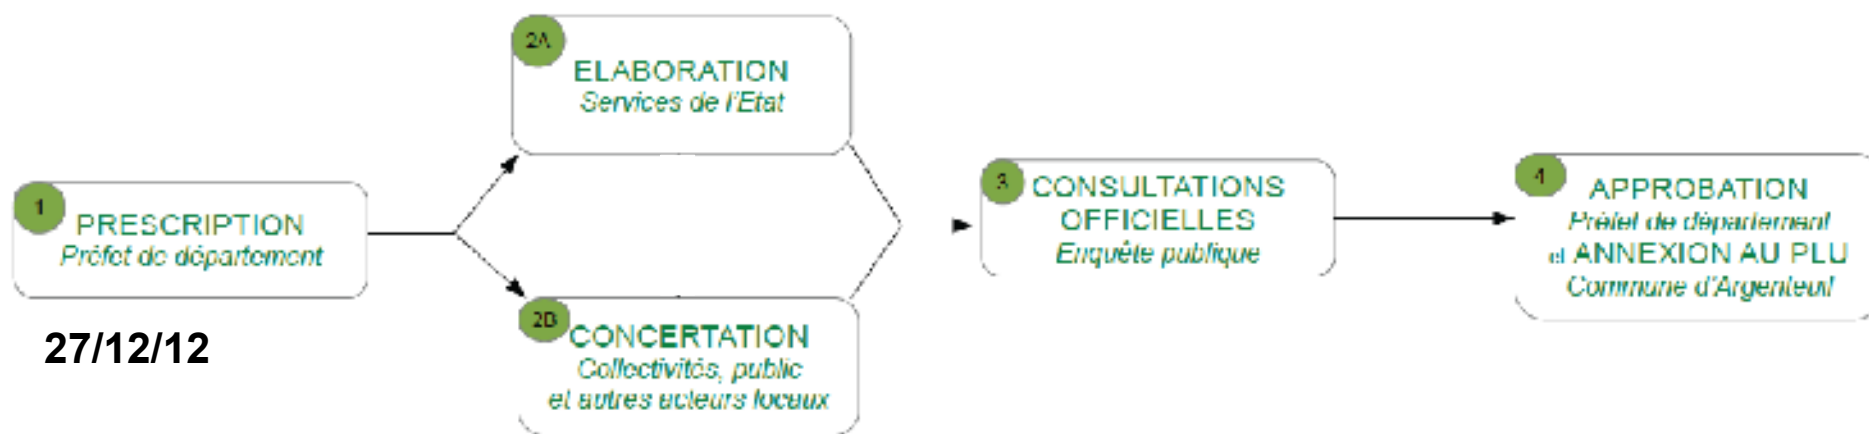 1
PRESCRIPTION
Préfet de département
27/12/12
2A
ELABORATION
Services de l'Etat
2B
CONCERTATION
Collectivités, public
et autres acteurs locaux
3
CONSULTATIONS
OFFICIELLES
Enquête publique
4
APPROBATION
Préfet de département
et ANNEXION AU PLU
Commune d'Argenteuil